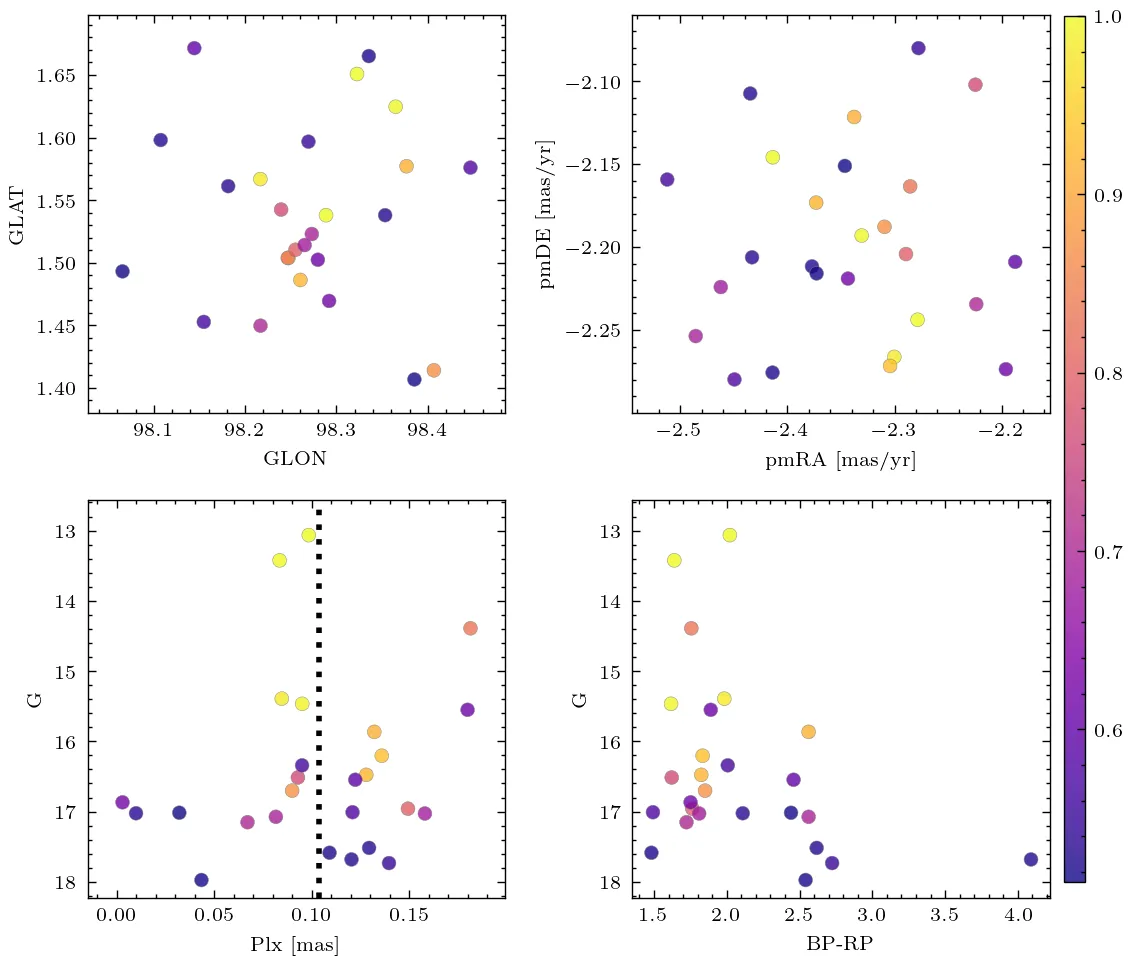 1.65
1.60
1.55
1.50
1.45
1.40
GLAT
98.1 98.2 98.3 98.4
GLON
−2.10
−2.15
−2.20
−2.25
pmDE [mas/yr]
−2.5 −2.4 −2.3 −2.2
pmRA [mas/yr]
1.0
0.9
0.8
0.7
0.6
13
14
15
16
17
18
G
0.00 0.05 0.10 0.15
Plx [mas]
13
14
15
16
17
18
G
1.5 2.0 2.5 3.0 3.5 4.0
BP-RP